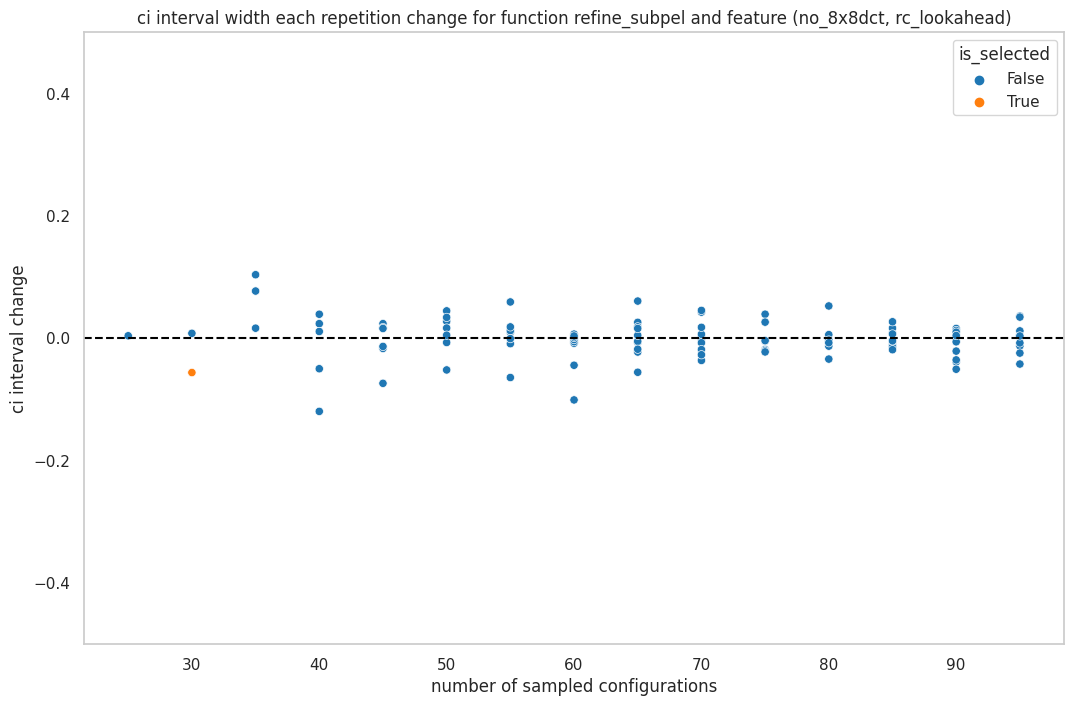 ci interval width each repetition change for function refine_subpel and feature (no_8x8dct, rc_lookahead)
is_selected
False
True
0.4
0.2
0.0
−0.2
−0.4
ci interval change
30 40 50 60 70 80 90
number of sampled configurations